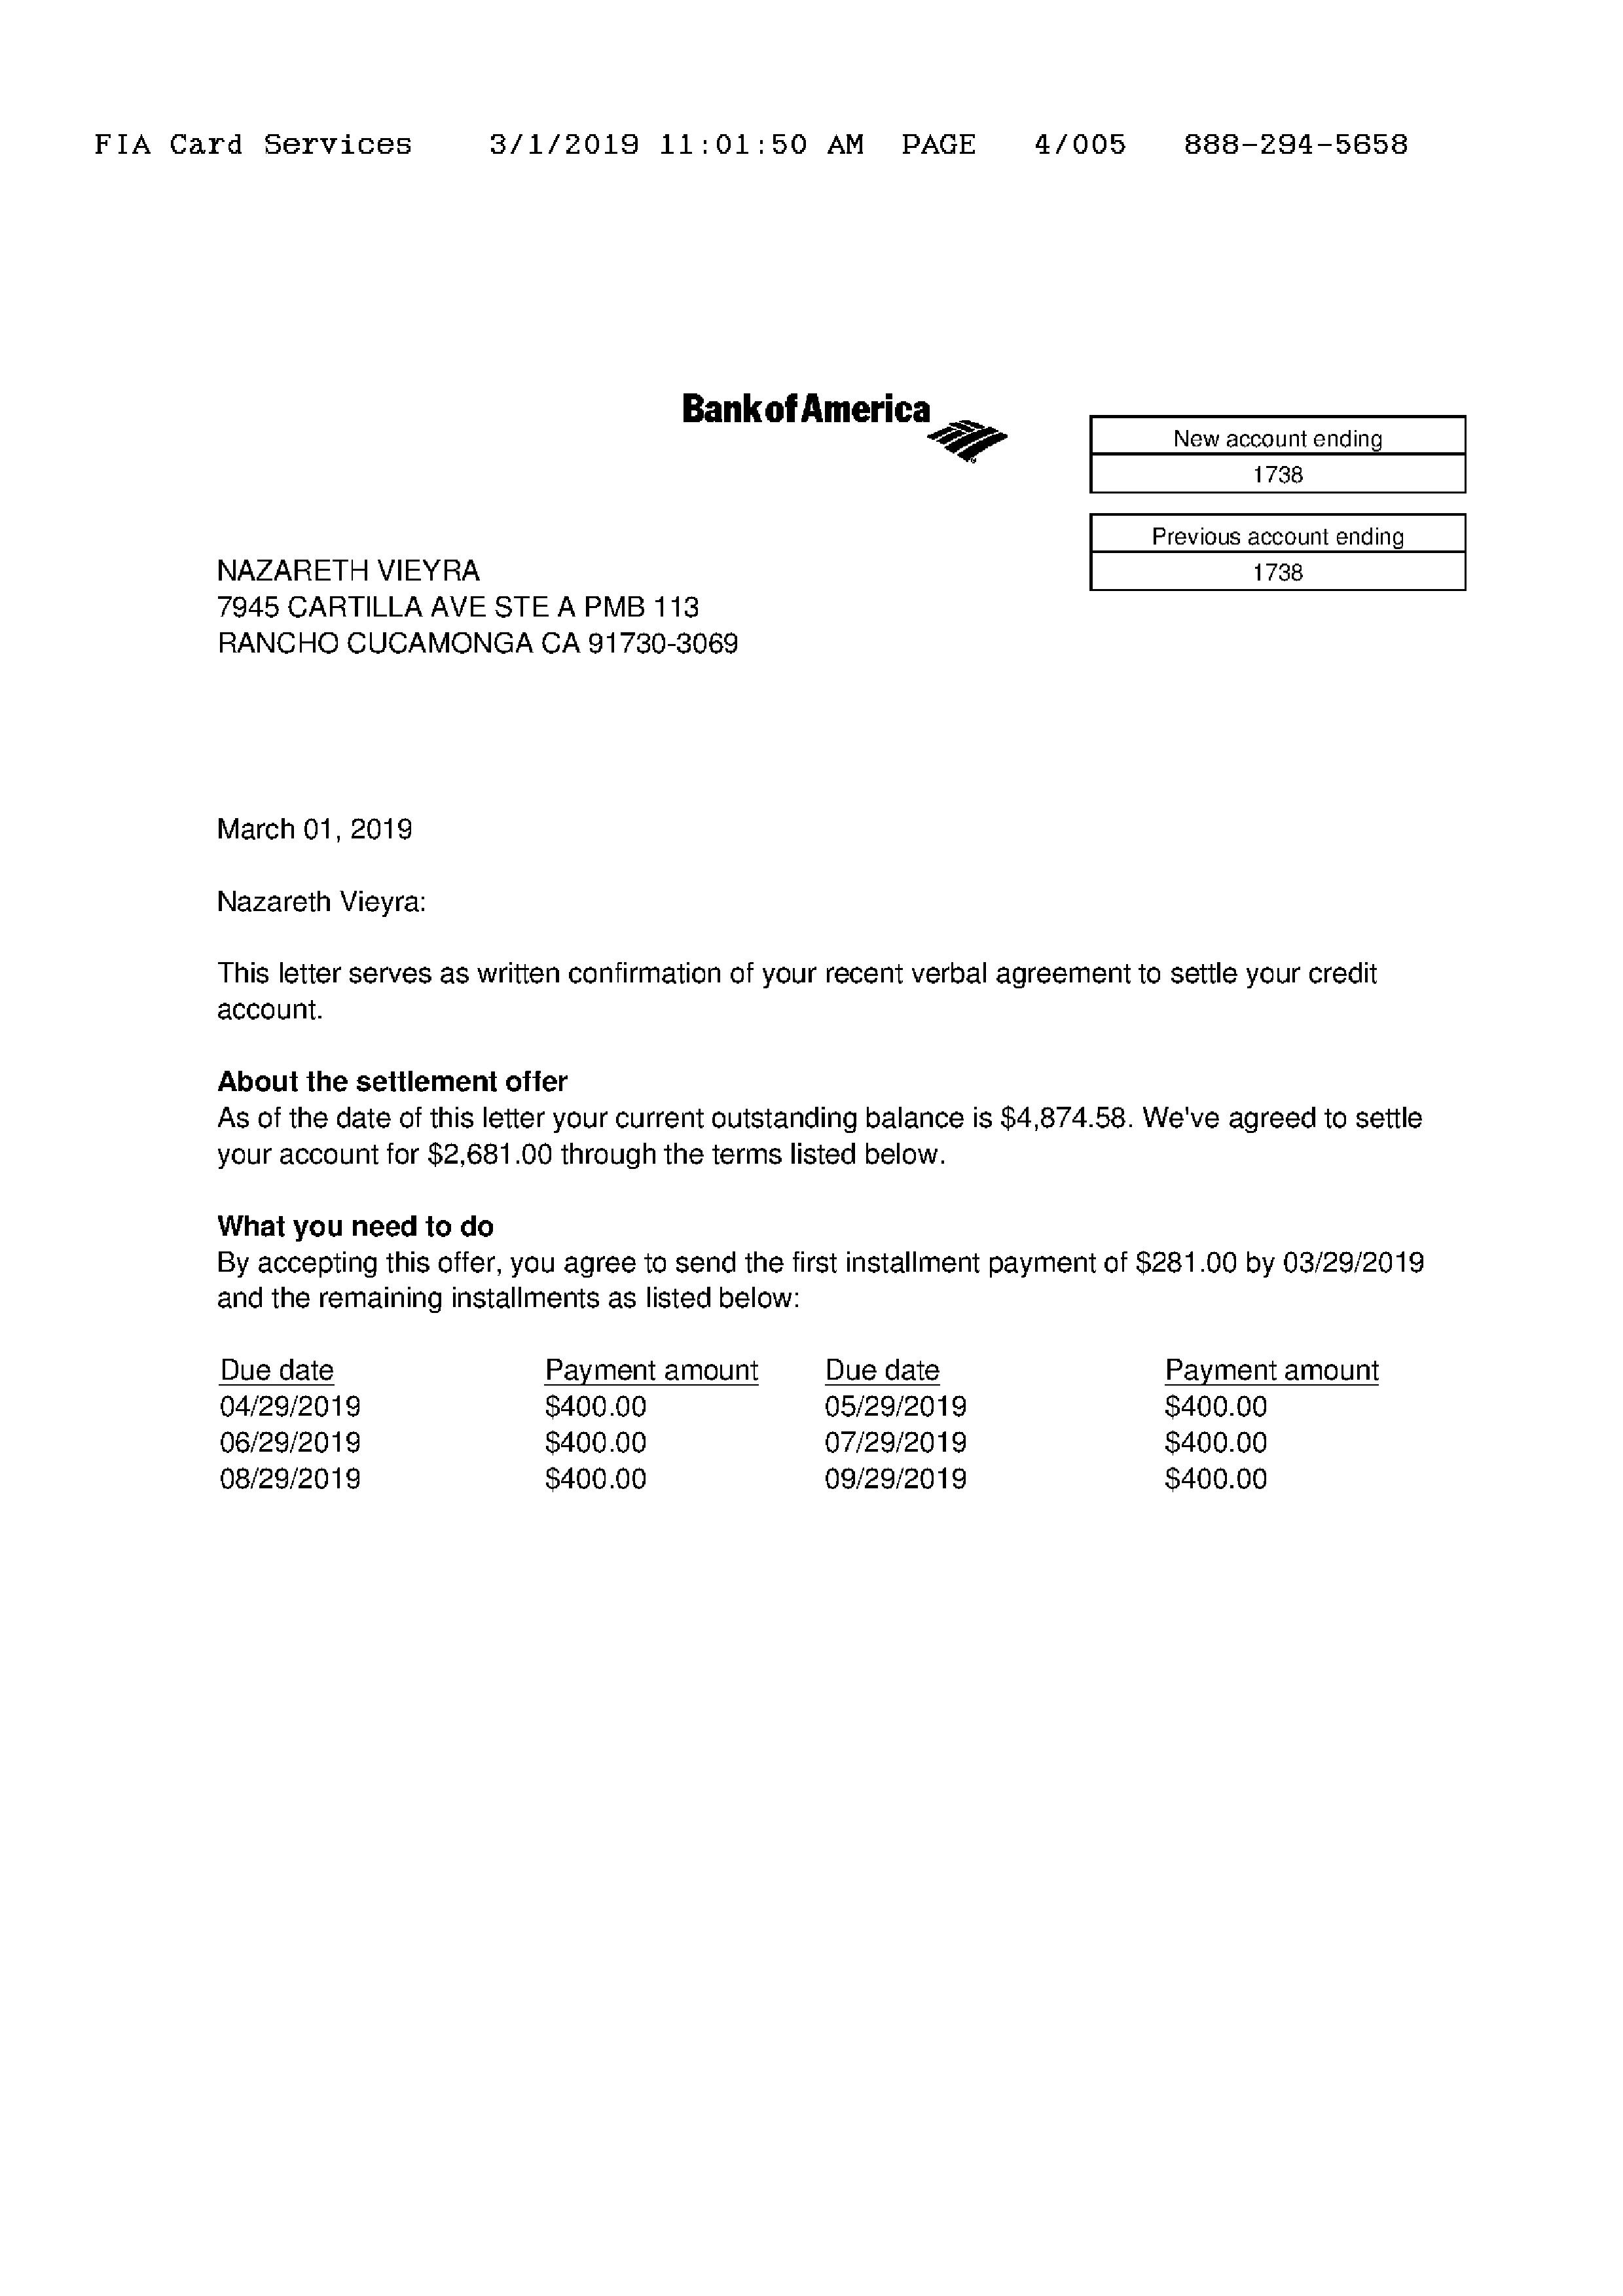 FIA Card Services 3/1/2019 11:01:50 AM PAGE 4/005 888-294-5658
Bank of America
New account ending
1738
Previous account ending
1738
NAZARETH VIEYRA
7945 CARTILLA AVE STE A PMB 113
RANCHO CUCAMONGA CA 91730-3069
March 01, 2019
Nazareth Vieyra:
This letter serves as written confirmation of your recent verbal agreement to settle your credit
account.
About the settlement offer
As of the date of this letter your current outstanding balance is $4,874.58. We've agreed to settle
your account for $2,681.00 through the terms listed below.
What you need to do
By accepting this offer, you agree to send the first installment payment of $281.00 by 03/29/2019
and the remaining installments as listed below:
Due date Payment amount Due date Payment amount
04/29/2019 $400.00 05/29/2019 $400.00
06/29/2019 $400.00 07/29/2019 $400.00
08/29/2019 $400.00 09/29/2019 $400.00